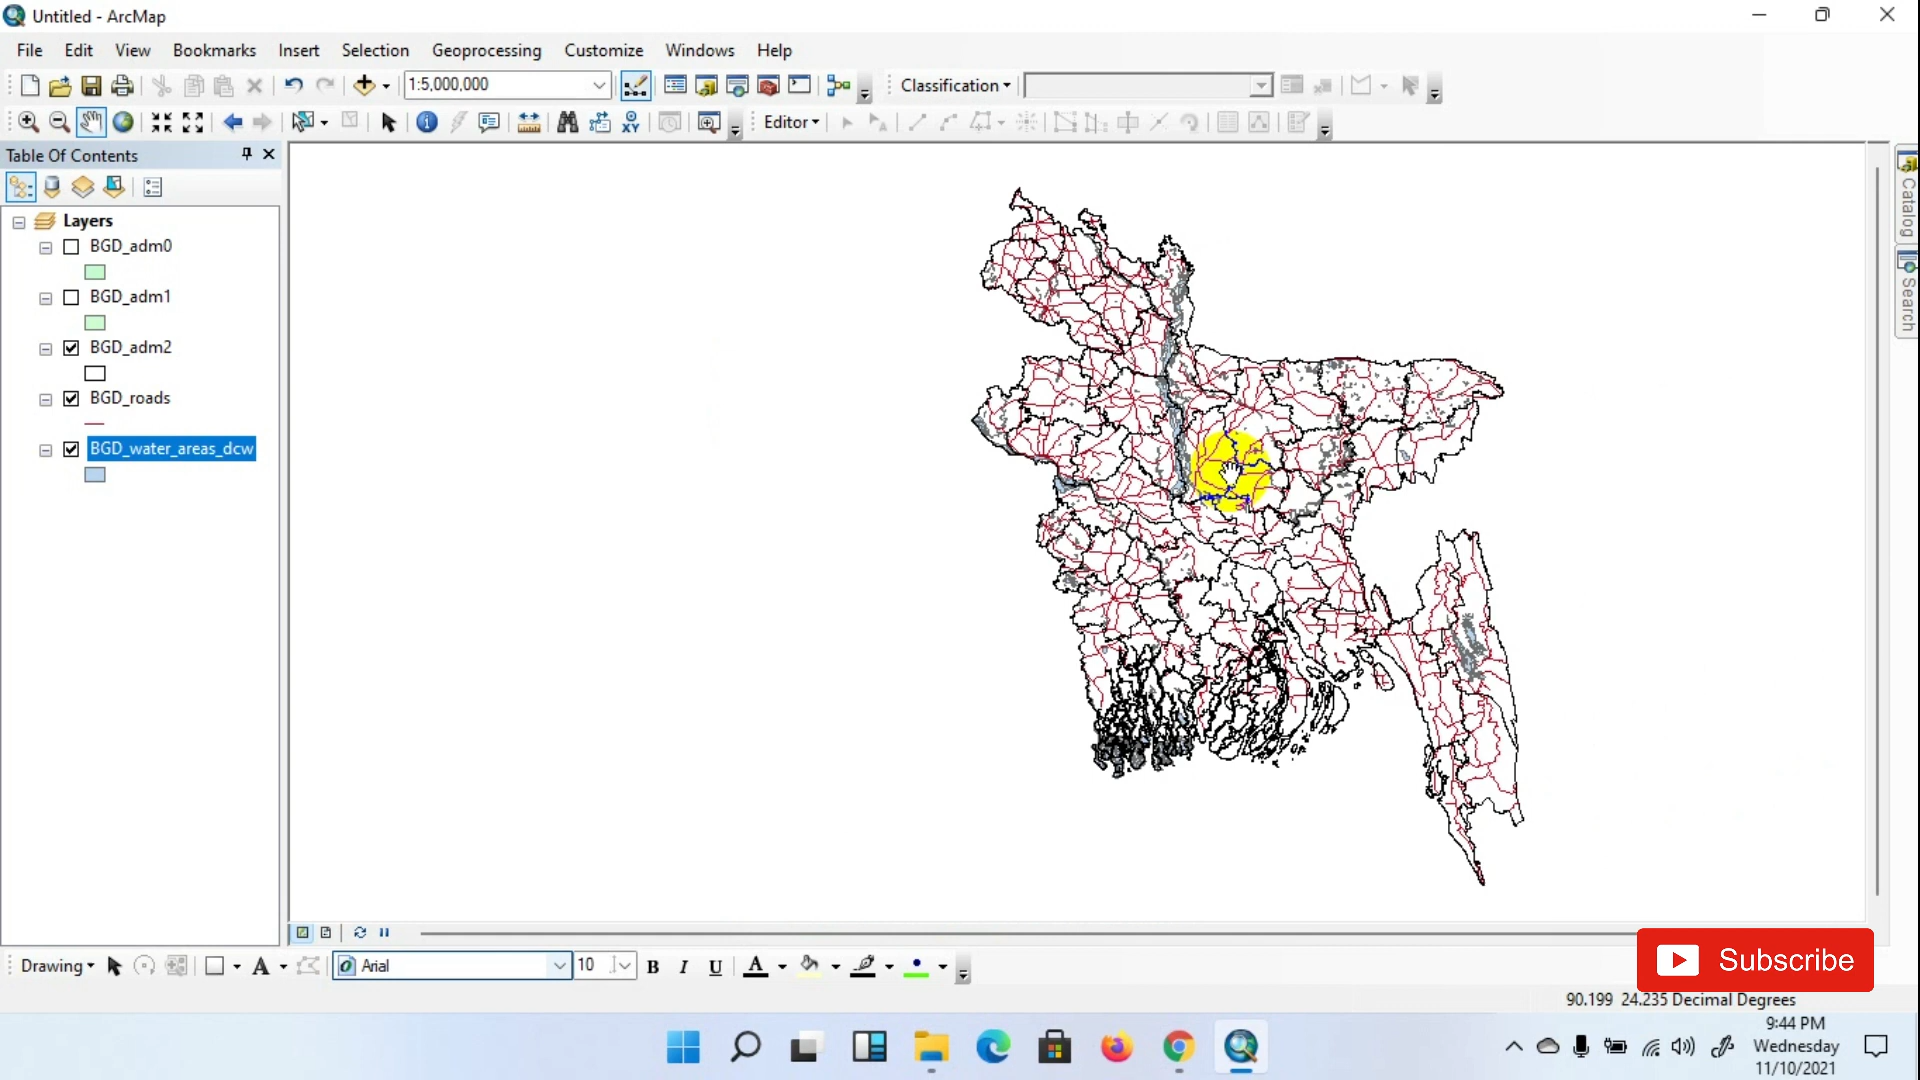 Untitled - ArcMap
File Edit View Bookmarks Insert Selection Geoprocessing Customize Windows Help
1:5,000,000 Classification
Editor
Table Of Contents
Layers
BGD_adm0
BGD_adm1
BGD_adm2
BGD_roads
BGD_water_areas_dcw
Catalog
Search
Drawing A Arial 10 B I U A
Subscribe
90.199 24.235 Decimal Degrees
9:44 PM
Wednesday
11/10/2021